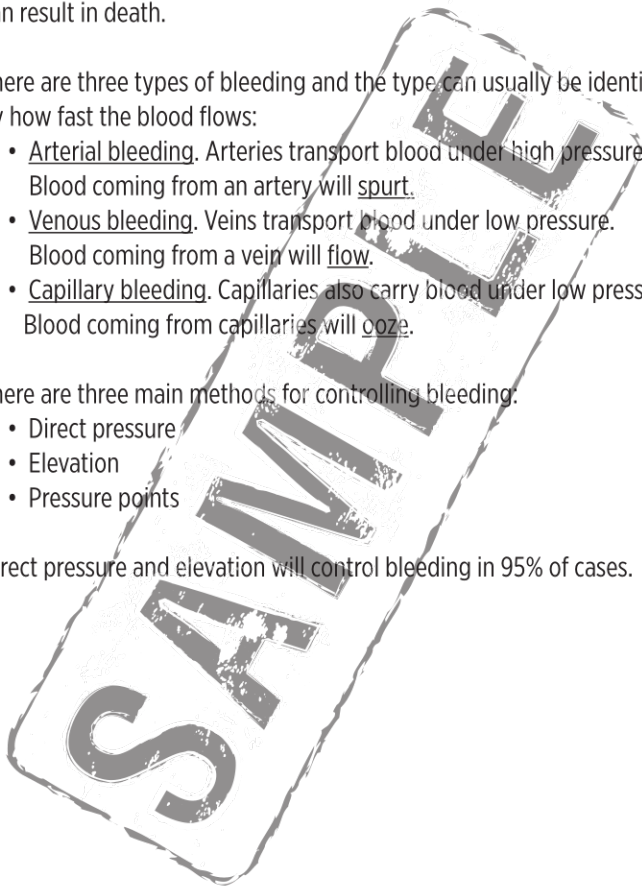 n result in death.
here are three types of bleeding and the type can usually be identi
y how fast the blood flows:
• Arterial bleeding. Arteries transport blood under high pressure
Blood coming from an artery will spurt.
• Venous bleeding. Veins transport blood under low pressure.
Blood coming from a vein will flow.
• Capillary bleeding. Capillaries also carry blood under low press
Blood coming from capillaries will ooze.
here are three main methods for controlling bleeding:
• Direct pressure
• Elevation
• Pressure points
rect pressure and elevation will control bleeding in 95% of cases.
SAMPLE